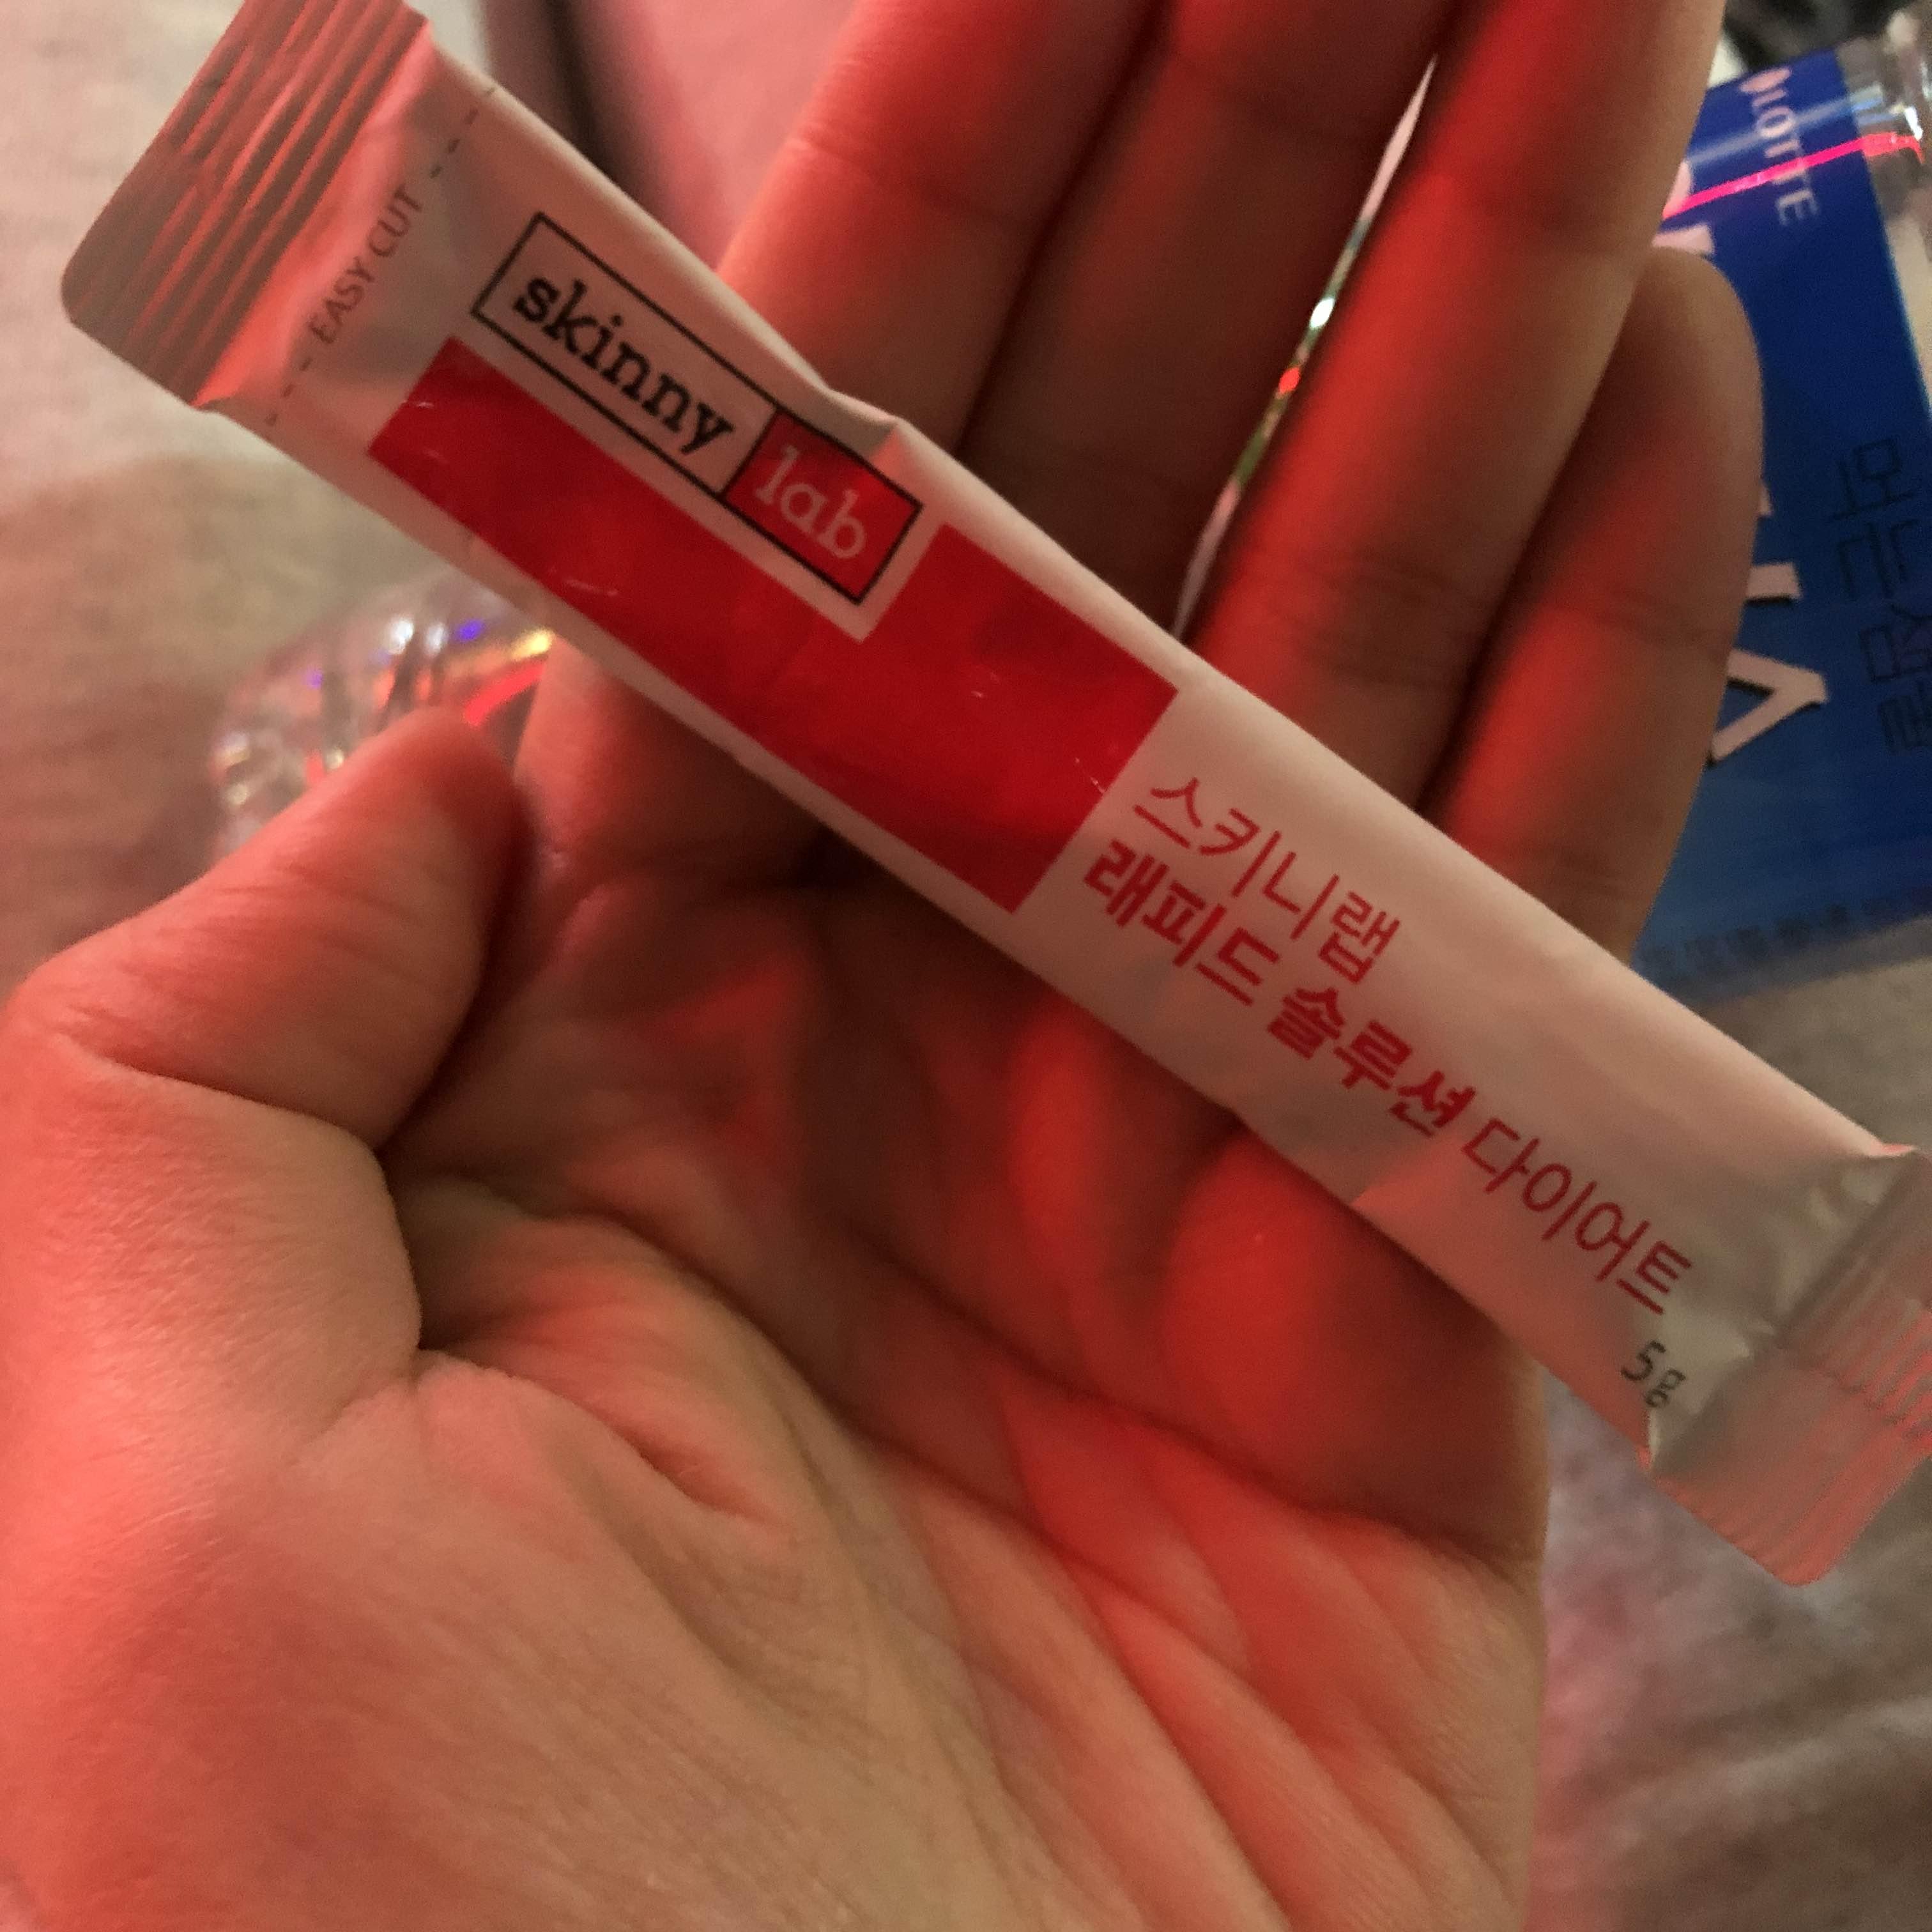 EASY CUT
skinny lab
스키니랩
래피드 솔루션 다이어트
5g
LOTTE